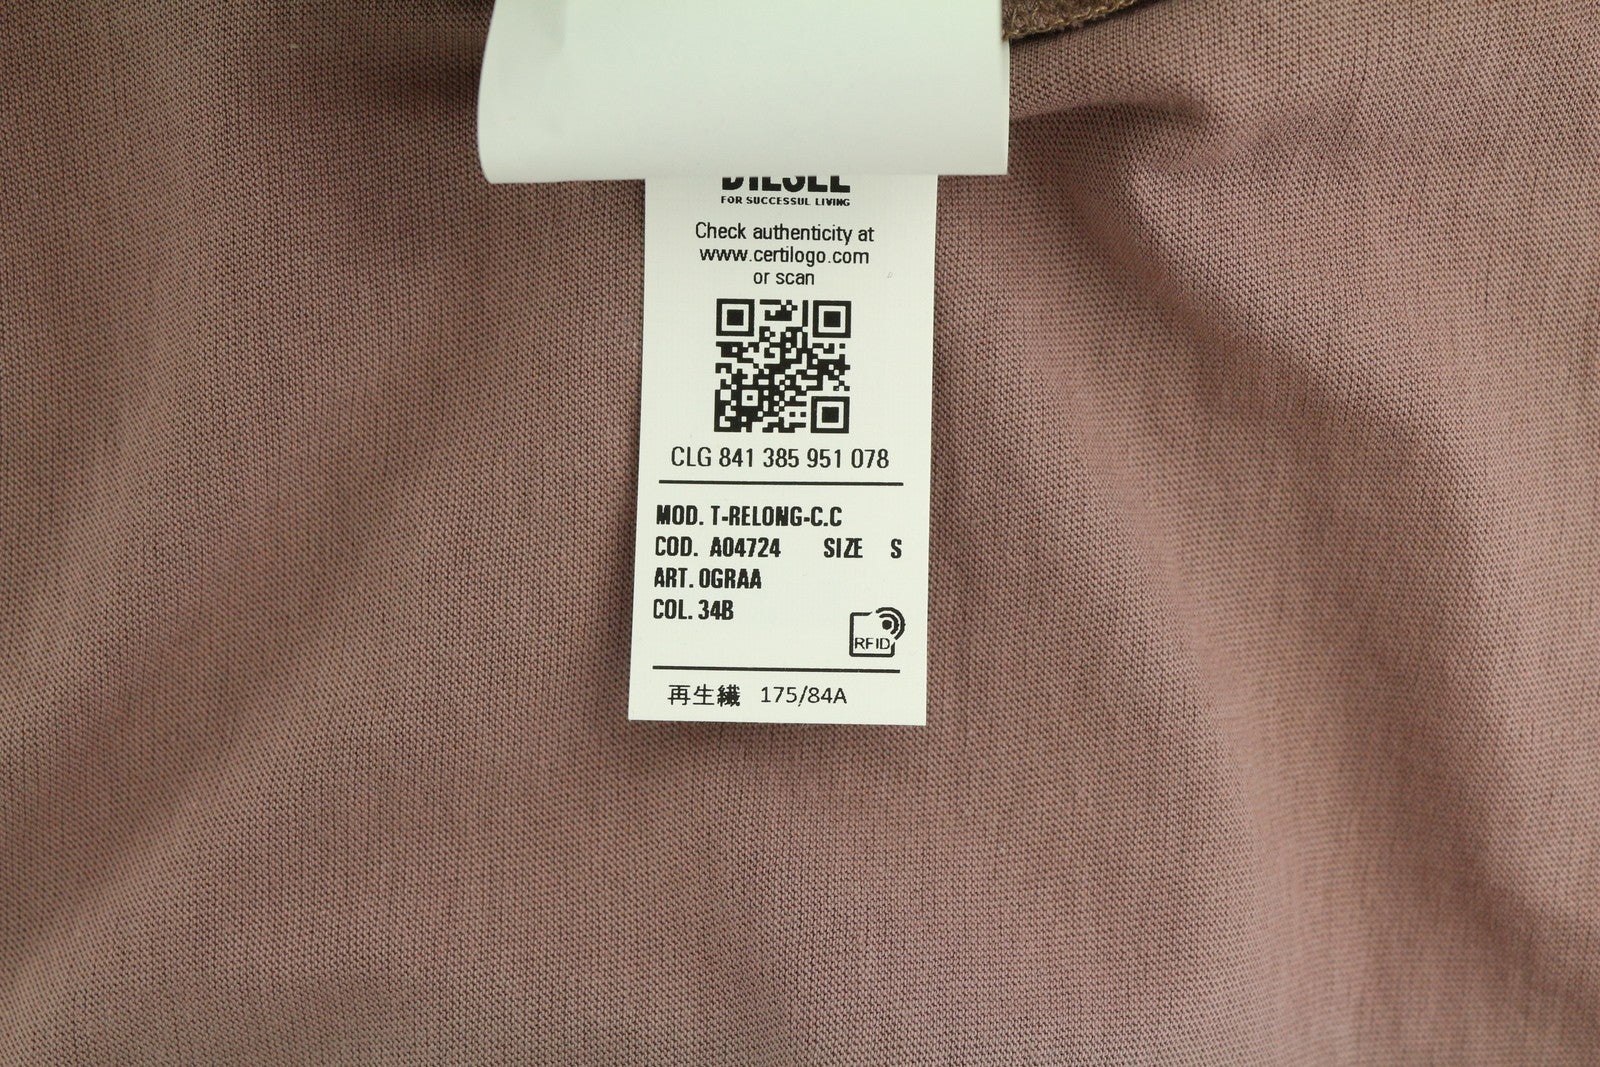 DIESEL
FOR SUCCESSUL LIVING
Check authenticity at
www.certilogo.com
or scan
CLG 841 385 951 078
MOD. T-RELONG-C.C
COD. A04724 SIZE S
ART. 0GRAA
COL. 34B
RFID
再生纖 175/84A